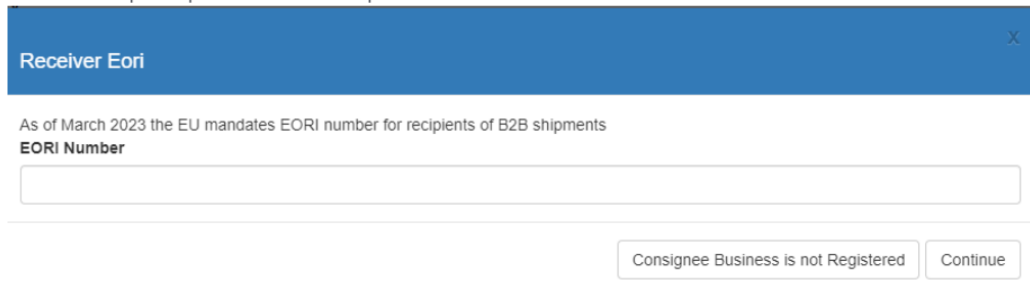 X
Receiver Eori
As of March 2023 the EU mandates EORI number for recipients of B2B shipments
EORI Number
Consignee Business is not Registered Continue